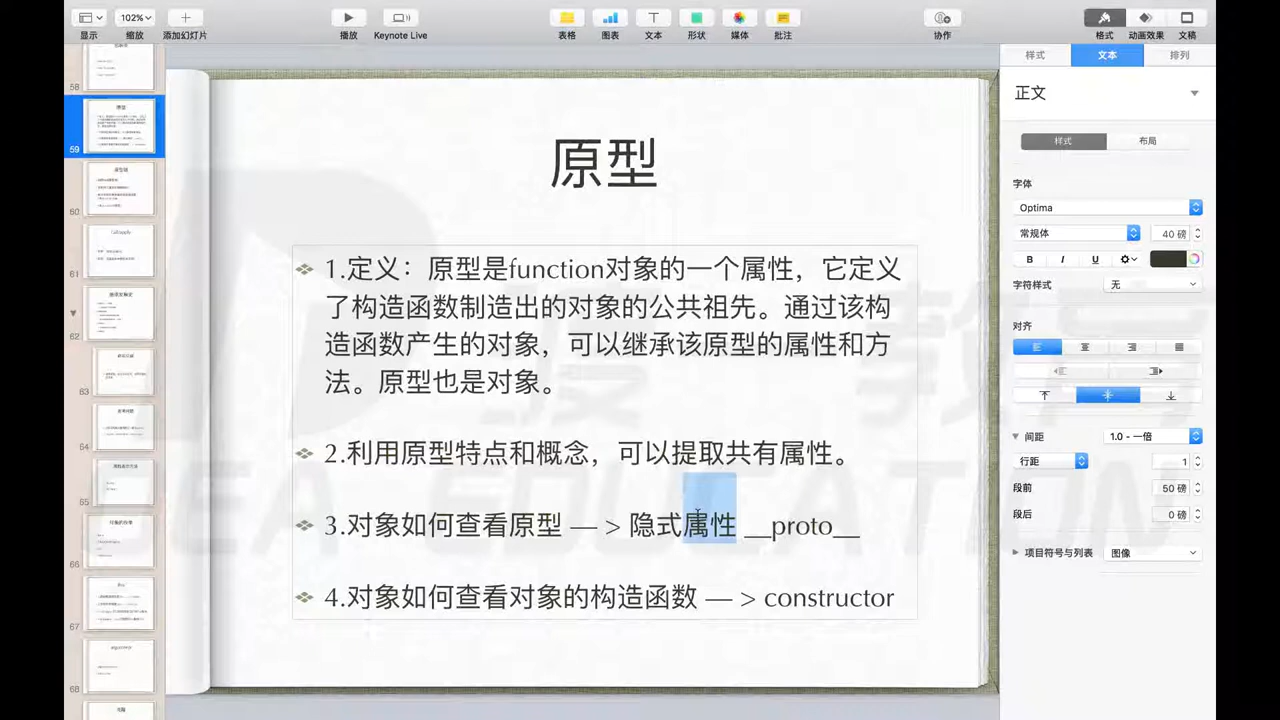 102%
显示
缩放
添加幻灯片
播放
Keynote Live
表格
图表
文本
形状
媒体
批注
协作
格式
动画效果
文稿
58
59
原型
60
原型链
61
62
63
64
65
66
67
68
原型
1.定义：原型是function对象的一个属性，它定义
了构造函数制造出的对象的公共祖先。通过该构
造函数产生的对象，可以继承该原型的属性和方
法。原型也是对象。
2.利用原型特点和概念，可以提取共有属性。
3.对象如何查看原型 — > 隐式属性 __proto__
4.对象如何查看对象的构造函数 — > constructor
样式
文本
排列
正文
样式
布局
字体
Optima
常规体
40 磅
B I U
字符样式
无
对齐
间距
1.0 - 一倍
行距
1
段前
50 磅
段后
0 磅
项目符号与列表
图像